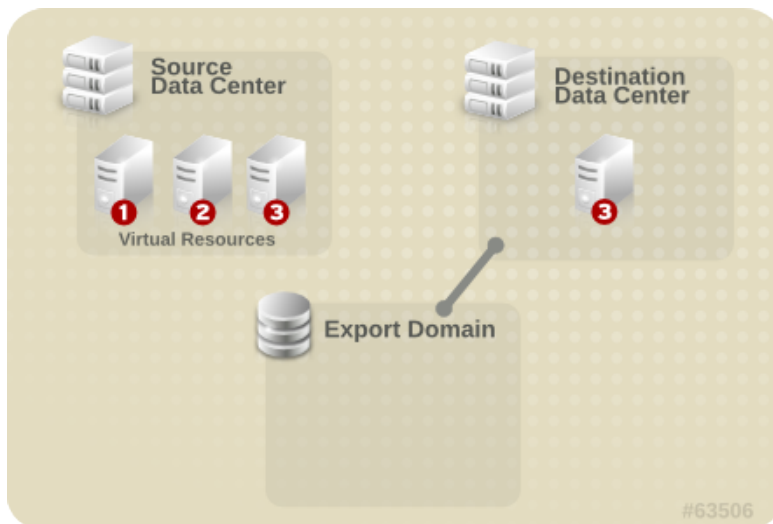 Source
Data Center
1
2
3
Virtual Resources
Destination
Data Center
3
Export Domain
#63506